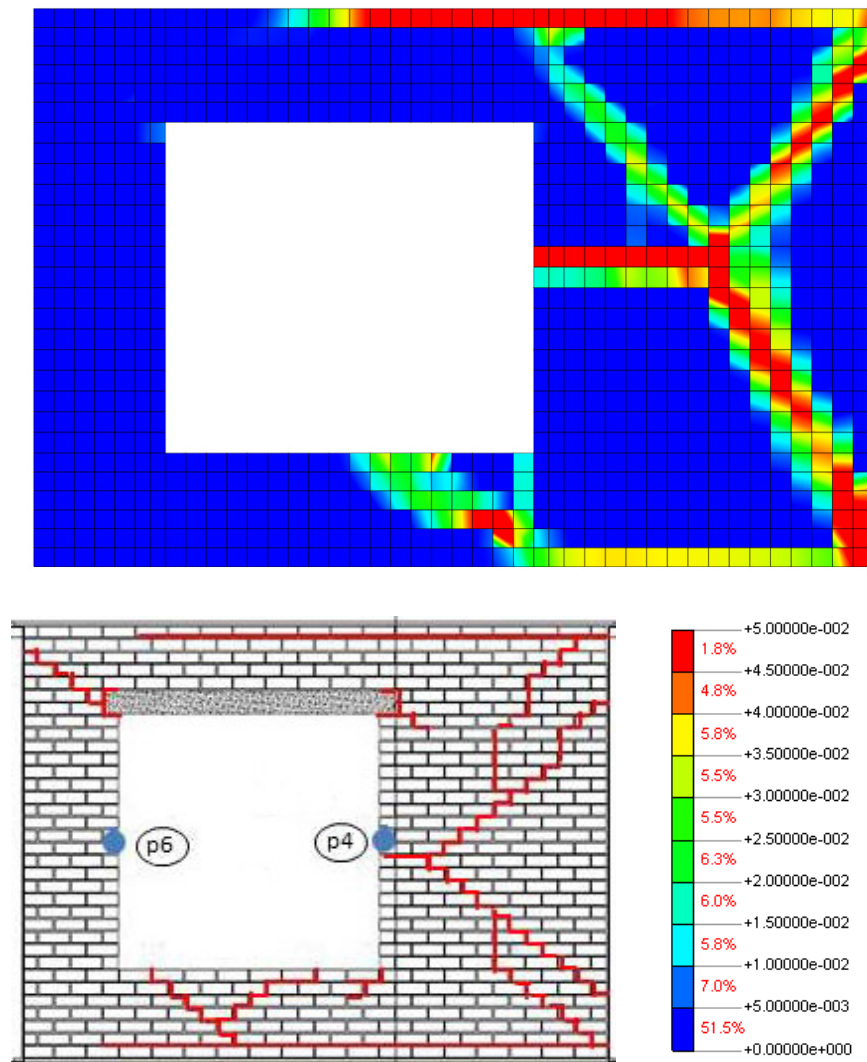 +5.00000e-002
1.8%
+4.50000e-002
4.8%
+4.00000e-002
5.8%
+3.50000e-002
5.5%
+3.00000e-002
5.5%
+2.50000e-002
6.3%
+2.00000e-002
6.0%
+1.50000e-002
5.8%
+1.00000e-002
7.0%
+5.00000e-003
51.5%
+0.00000e+000
p6
p4